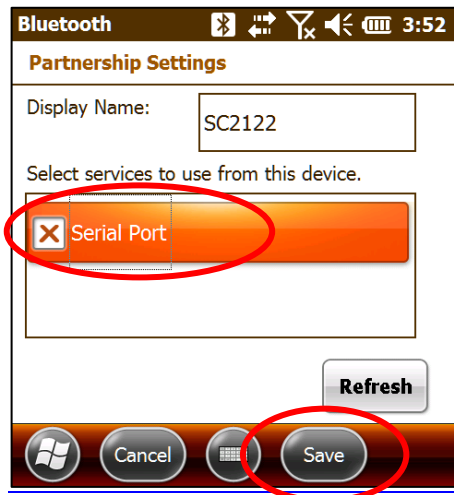 Bluetooth 3:52
Partnership Settings
Display Name:
SC2122
Select services to use from this device.
Serial Port
Refresh
Cancel Save